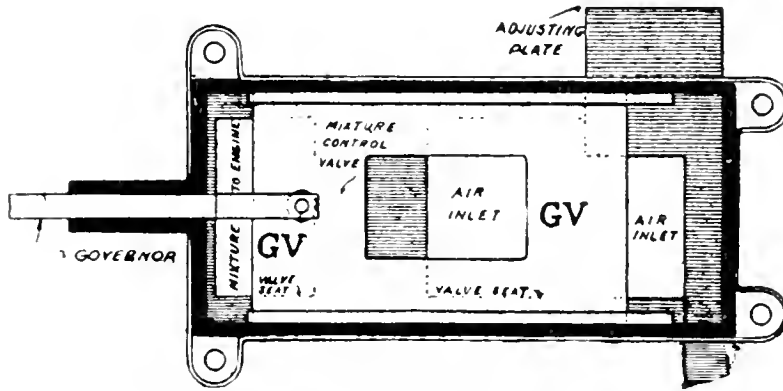 ADJUSTING
PLATE
MIXTURE
CONTROL
VALVE
MIXTURE TO ENGINE
AIR
INLET
GV
AIR
INLET
GV
GOVERNOR
VALVE
SEAT
VALVE SEAT